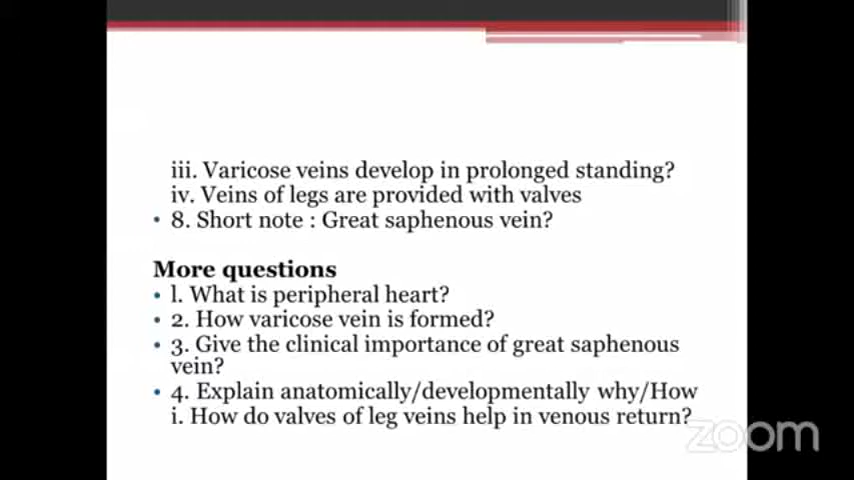 iii. Varicose veins develop in prolonged standing?
iv. Veins of legs are provided with valves
• 8. Short note : Great saphenous vein?
More questions
• l. What is peripheral heart?
• 2. How varicose vein is formed?
• 3. Give the clinical importance of great saphenous
vein?
• 4. Explain anatomically/developmentally why/How
i. How do valves of leg veins help in venous return?
zoom